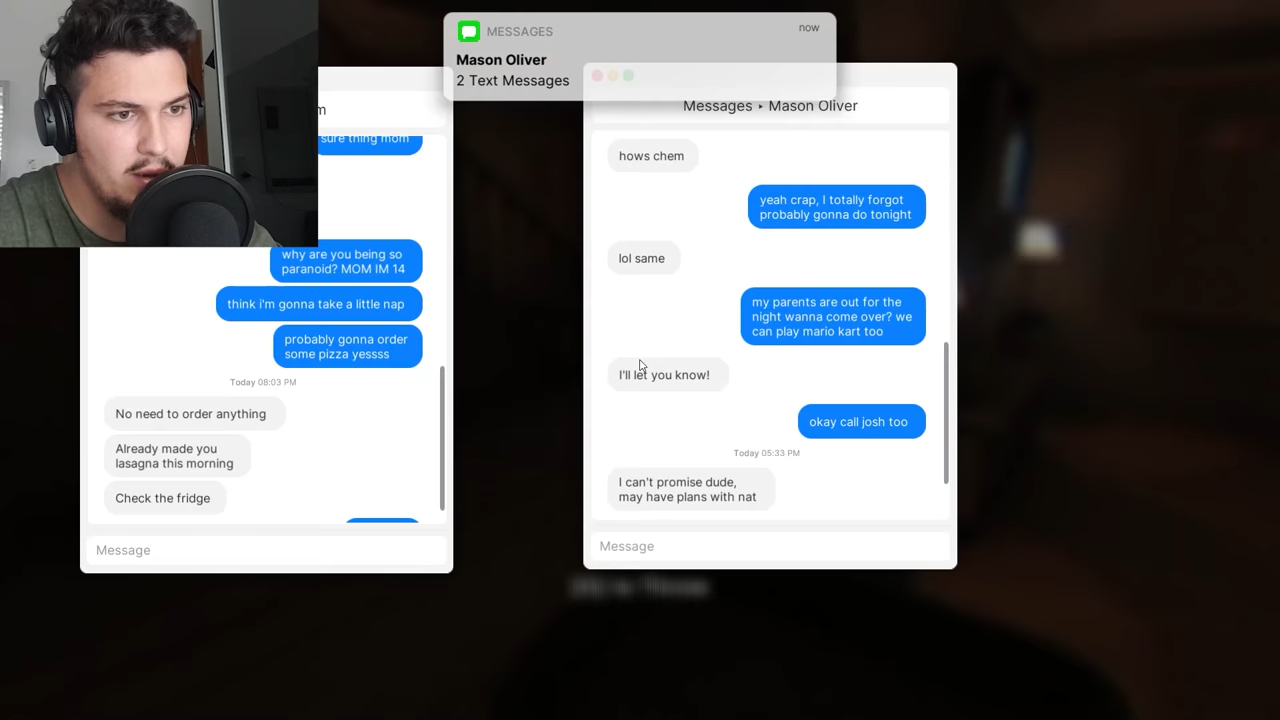 MESSAGES
now
Mason Oliver
2 Text Messages
m
sure thing mom
why are you being so
paranoid? MOM IM 14
think i'm gonna take a little nap
probably gonna order
some pizza yessss
Today 08:03 PM
No need to order anything
Already made you
lasagna this morning
Check the fridge
Message
Messages ‣ Mason Oliver
hows chem
yeah crap, I totally forgot
probably gonna do tonight
lol same
my parents are out for the
night wanna come over? we
can play mario kart too
I'll let you know!
okay call josh too
Today 05:33 PM
I can't promise dude,
may have plans with nat
Message